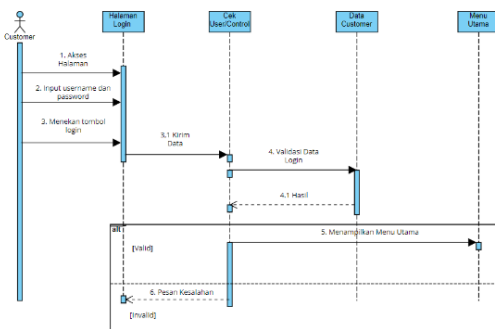 Customer
Halaman
Login
Cek
User/Control
Data
Customer
Menu
Utama
1. Akses
Halaman
2. Input username dan
password
3. Menekan tombol
login
3.1 Kirim
Data
4. Validasi Data
Login
4.1 Hasil
alt
5. Menampilkan Menu Utama
[Valid]
6. Pesan Kesalahan
[Invalid]